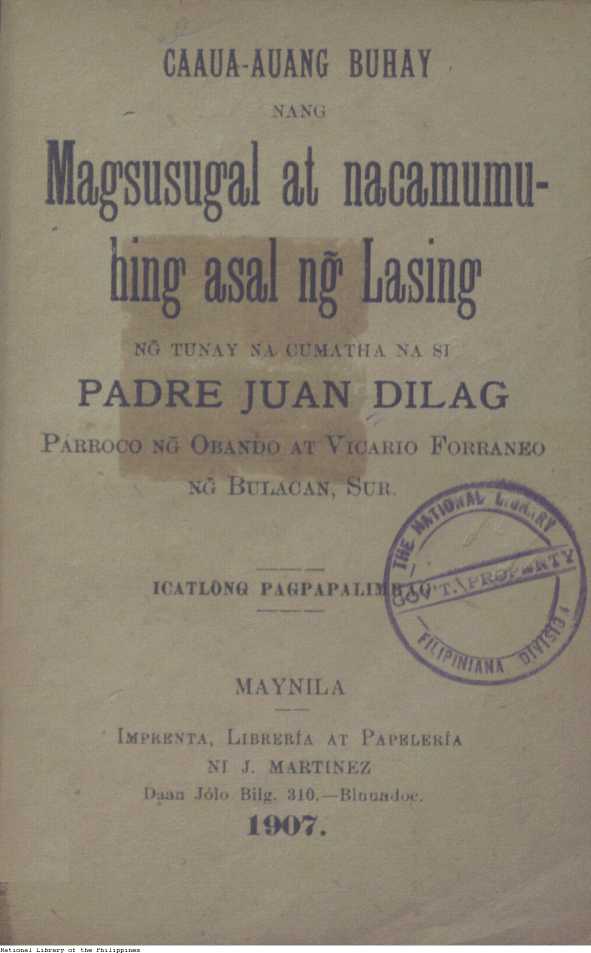 CAAUA-AUANG BUHAY
NANG
Magsusugal at nacamumu-
hing asal ng̃ Lasing
NG̃ TUNAY NA CUMATHA NA SI
PADRE JUAN DILAG
PÁRROCO NG̃ OBANDO AT VICARIO FORRANEO
NG̃ BULACAN, SUR.
ICATLONG PAGPAPALIMBAG
THE NATIONAL LIBRARY
GOV'T. PROPERTY
FILIPINIANA DIVISION
MAYNILA
IMPRENTA, LIBRERÍA AT PAPELERÍA
NI J. MARTINEZ
Daan Jólo Bilg. 310.—Binundoc.
1907.
National Library of the Philippines